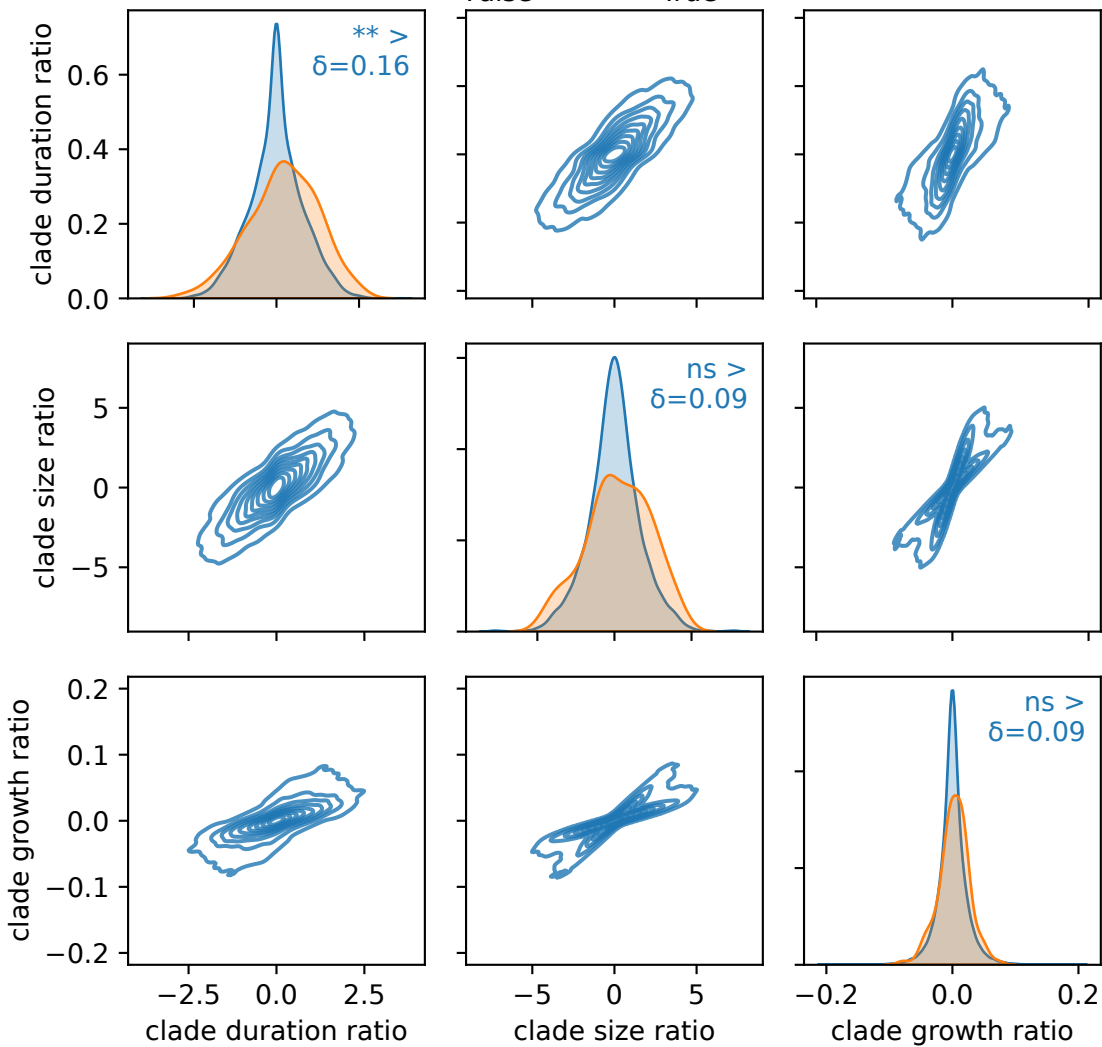 clade duration ratio
0.6
0.4
0.2
0.0
** >
δ=0.16
clade size ratio
5
0
−5
ns >
δ=0.09
clade growth ratio
0.2
0.1
0.0
−0.1
−0.2
ns >
δ=0.09
−2.5 0.0 2.5
−5 0 5
−0.2 0.0 0.2
clade duration ratio
clade size ratio
clade growth ratio